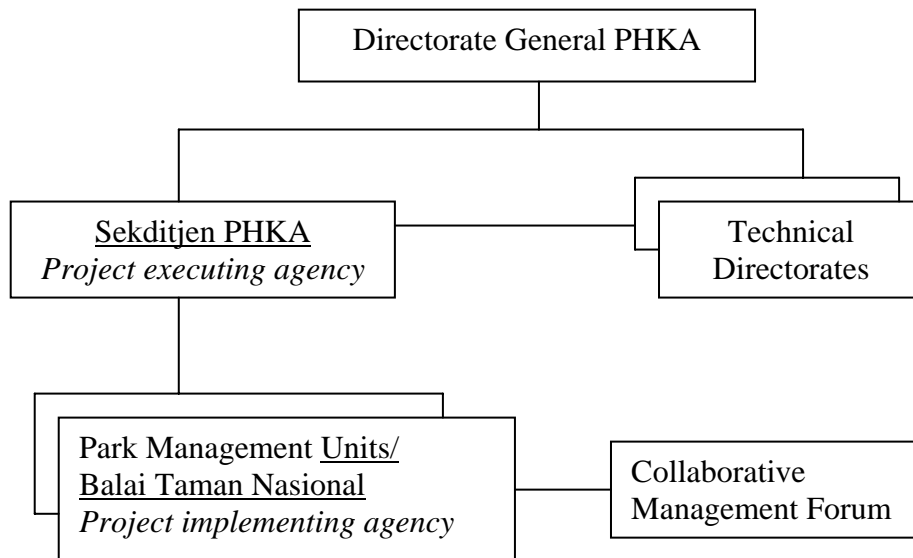 Directorate General PHKA
Sekditjen PHKA
Project executing agency
Technical
Directorates
Park Management Units/
Balai Taman Nasional
Project implementing agency
Collaborative
Management Forum